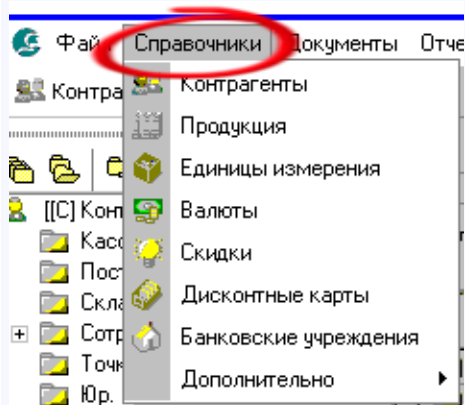 Фай Справочники Документы Отче
Контра
Контрагенты
Продукция
Единицы измерения
[[C] Кон
Валюты
Касс
Скидки
Пост
Скла
Дисконтные карты
Сотр
Банковские учреждения
Точк
Дополнительно
Юр.